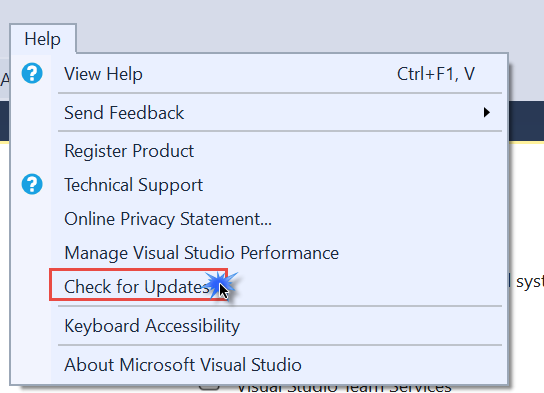 Help
View Help Ctrl+F1, V
Send Feedback
Register Product
Technical Support
Online Privacy Statement...
Manage Visual Studio Performance
Check for Updates
Keyboard Accessibility
About Microsoft Visual Studio
Visual Studio Team Services